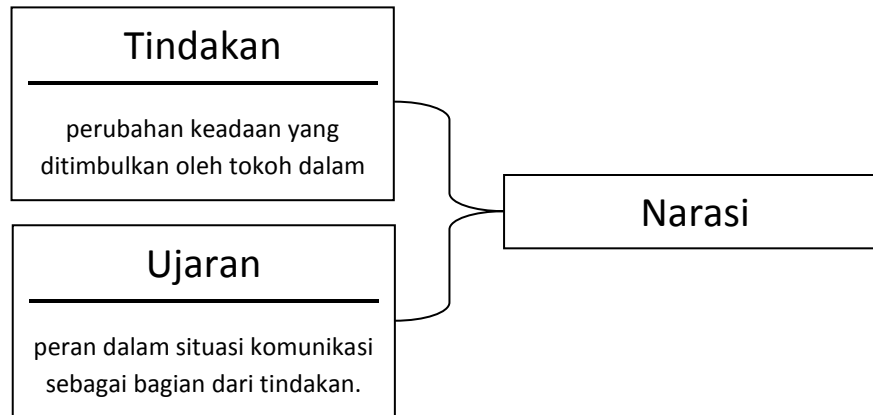 Tindakan
perubahan keadaan yang
ditimbulkan oleh tokoh dalam
Narasi
Ujaran
peran dalam situasi komunikasi
sebagai bagian dari tindakan.